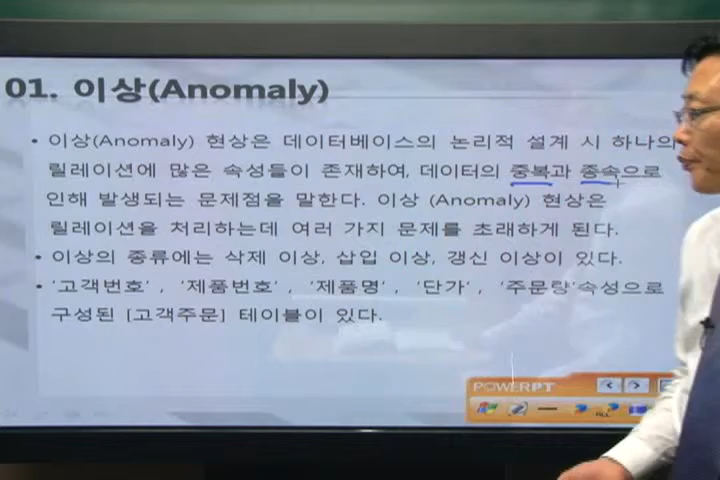 01. 이상(Anomaly)
• 이상(Anomaly) 현상은 데이터베이스의 논리적 설계 시 하나의
릴레이션에 많은 속성들이 존재하여, 데이터의 중복과 종속으로
인해 발생되는 문제점을 말한다. 이상 (Anomaly) 현상은
릴레이션을 처리하는데 여러 가지 문제를 초래하게 된다.
• 이상의 종류에는 삭제 이상, 삽입 이상, 갱신 이상이 있다.
• '고객번호' , '제품번호' , '제품명' , '단가' , '주문량'속성으로
구성된 [고객주문] 테이블이 있다.
POWERPT